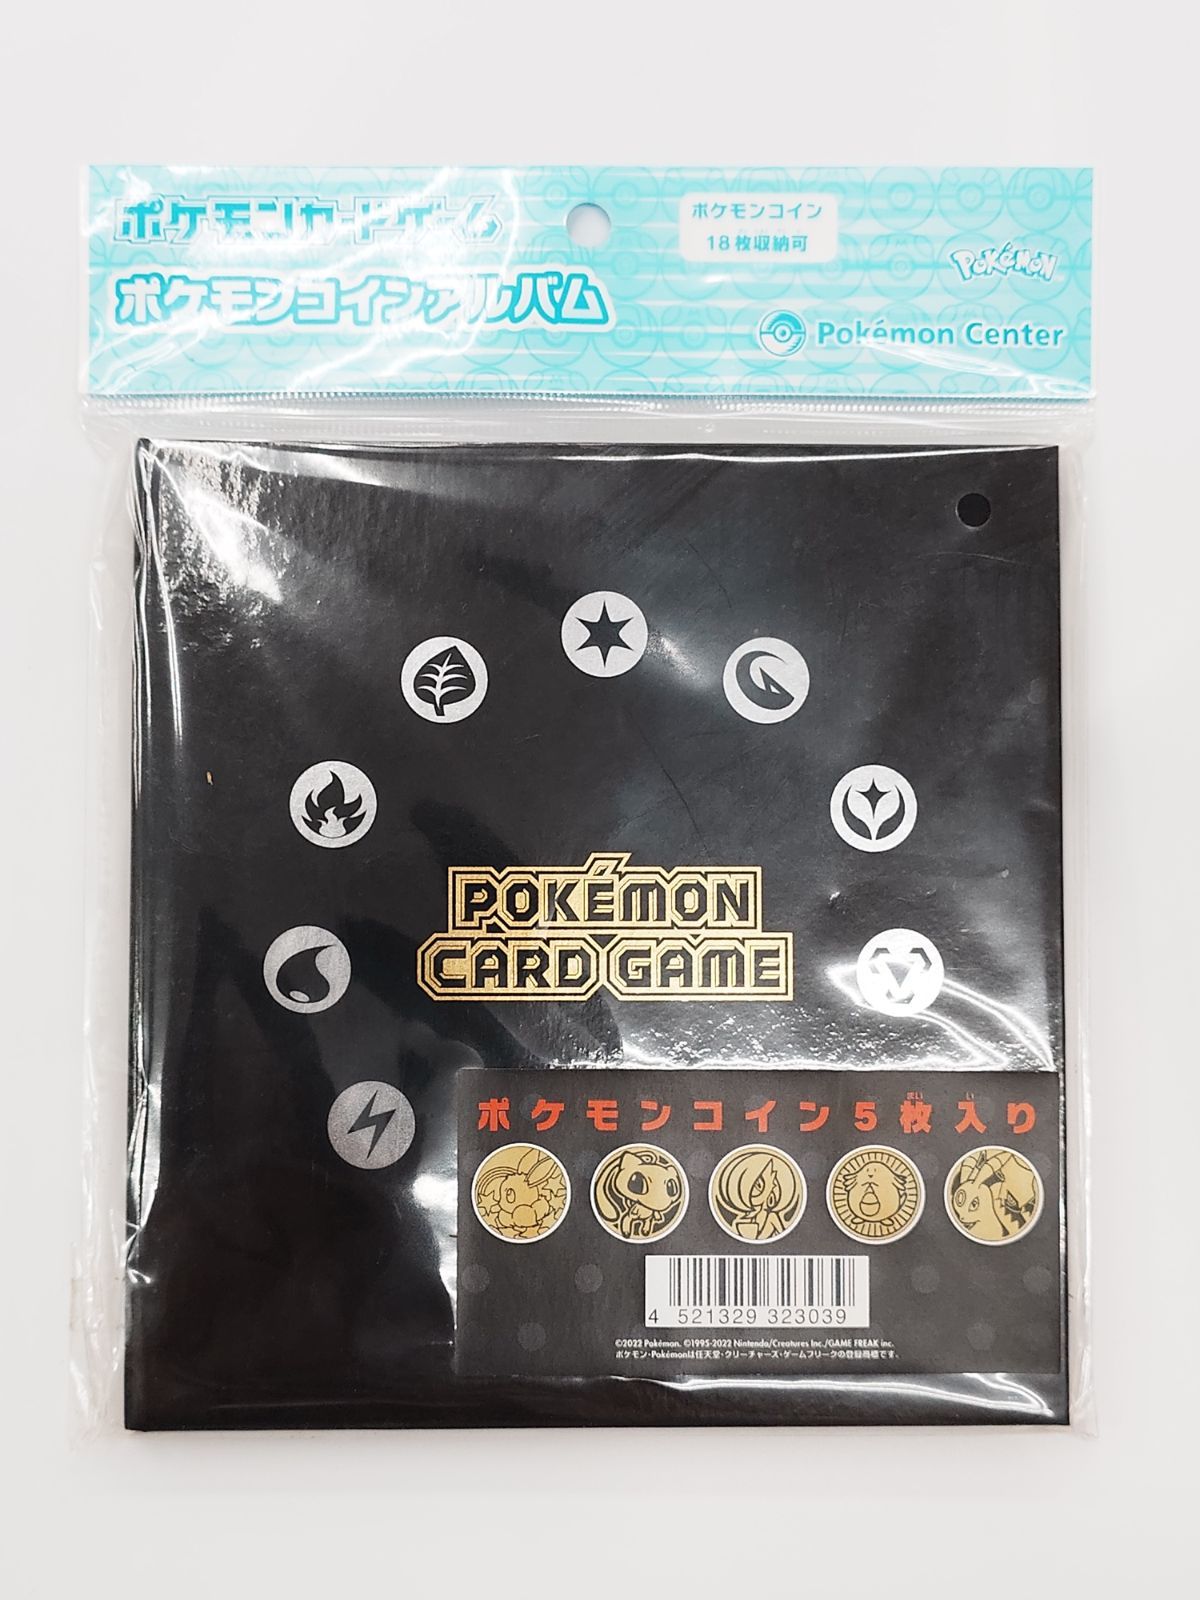 ポケモンカードゲーム
ポケモンコインアルバム
ポケモンコイン
18枚収納可
POKéMON
Pokémon Center
POKÉMON
CARD GAME
ポケモンコイン5枚入り
まい い
4 521329 323039
©2022 Pokémon. ©1995-2022 Nintendo/Creatures Inc./GAME FREAK inc.
ポケモン・Pokémonは任天堂・クリーチャーズ・ゲームフリークの登録商標です。